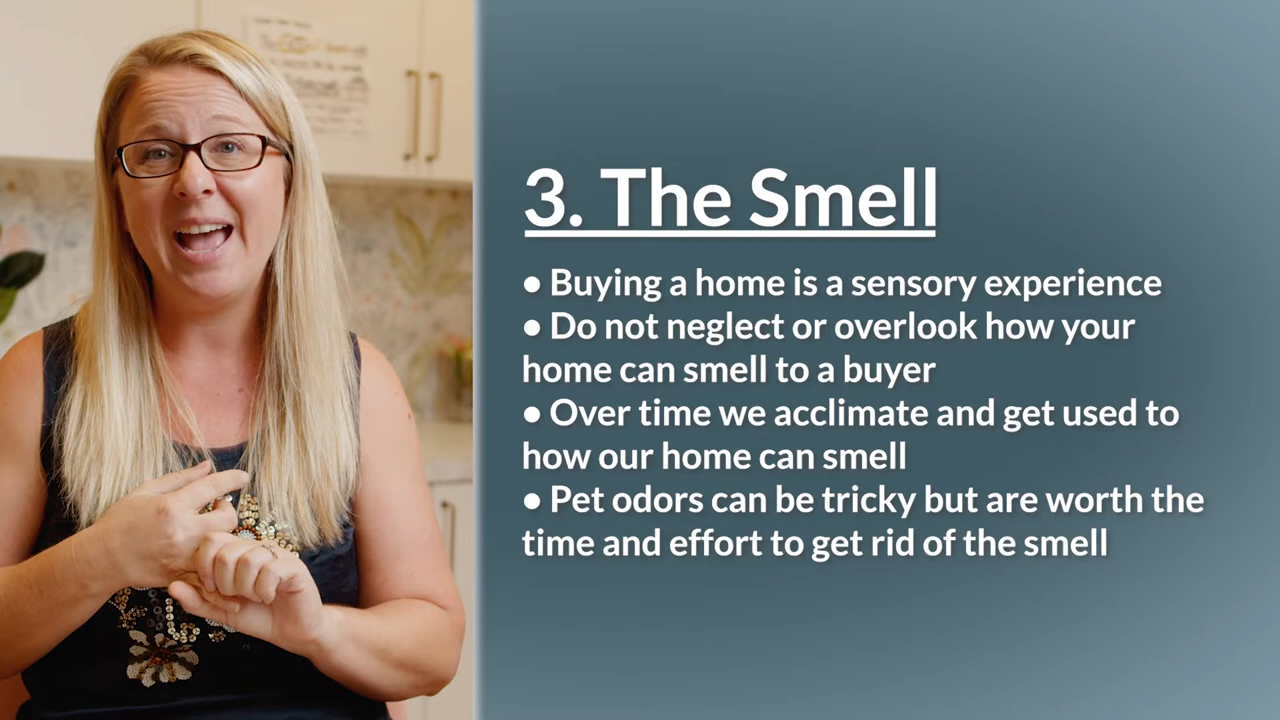 3. The Smell
● Buying a home is a sensory experience
● Do not neglect or overlook how your
home can smell to a buyer
● Over time we acclimate and get used to
how our home can smell
● Pet odors can be tricky but are worth the
time and effort to get rid of the smell